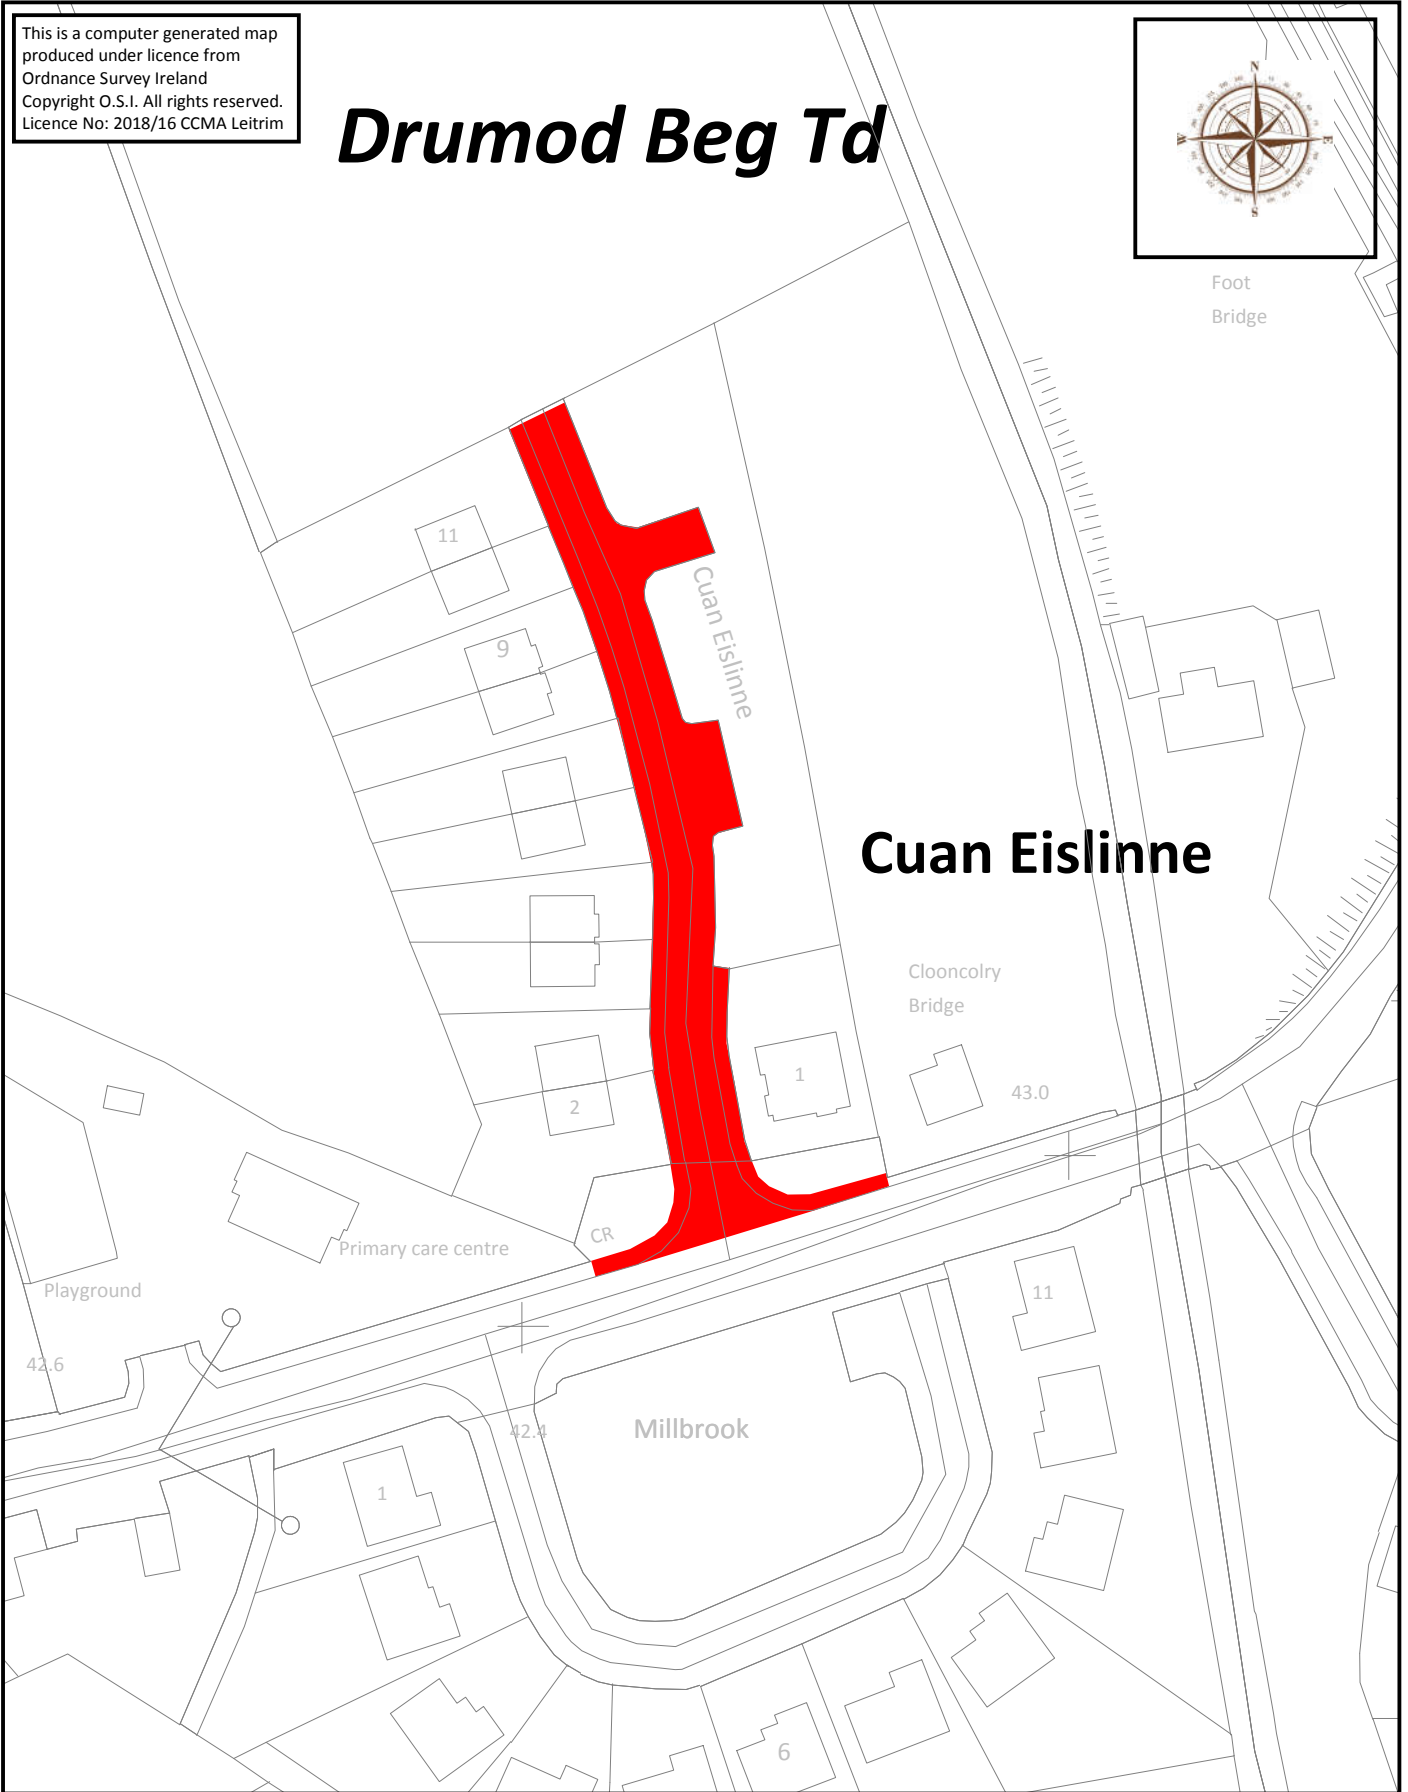 This is a computer generated map
produced under licence from
Ordnance Survey Ireland
Copyright O.S.I. All rights reserved.
Licence No: 2018/16 CCMA Leitrim
Drumod Beg Td
N
W
E
S
Foot
Bridge
11
Cuan Eislinne
9
Cuan Eislinne
Clooncolry
Bridge
1
43.0
2
CR
Primary care centre
Playground
11
42.6
42.4
Millbrook
1
6